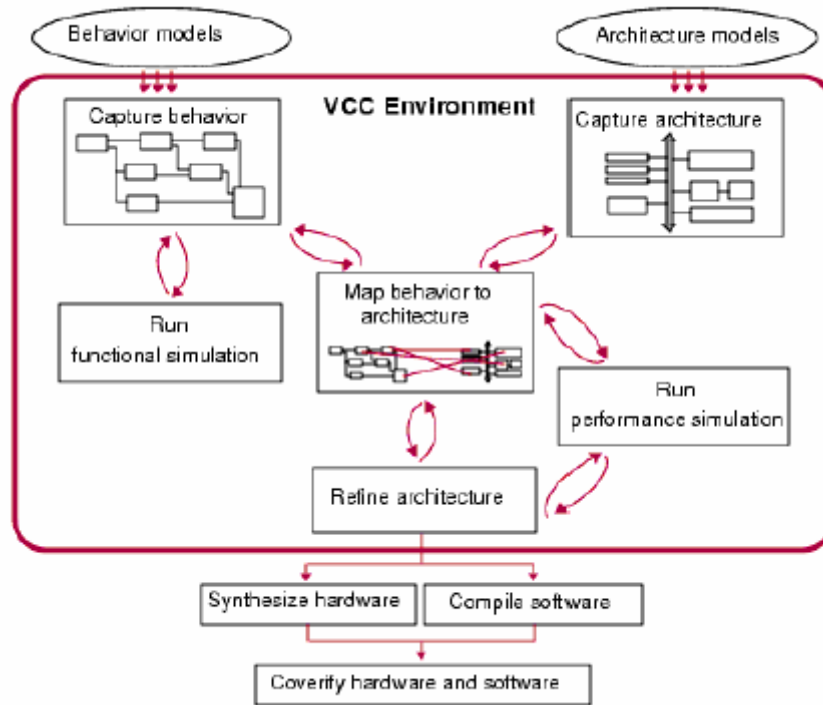 Behavior models
Architecture models
VCC Environment
Capture behavior
Capture architecture
Map behavior to
architecture
Run
functional simulation
Run
performance simulation
Refine architecture
Synthesize hardware
Compile software
Coverify hardware and software